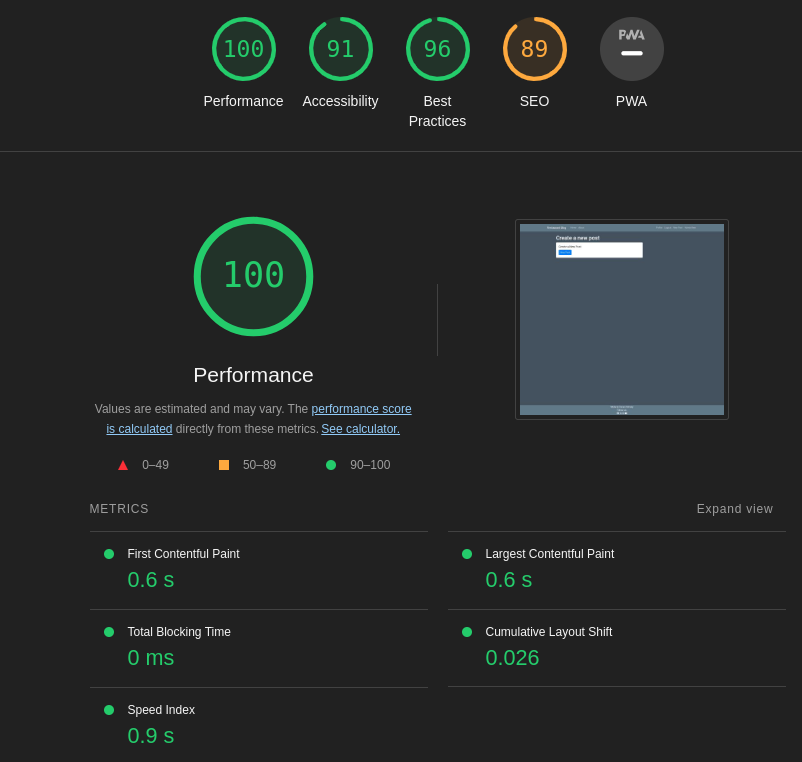 100 91 96 89 PWA
Performance Accessibility Best Practices SEO PWA
100
Performance
Values are estimated and may vary. The performance score
is calculated directly from these metrics. See calculator.
0–49 50–89 90–100
Create a new post
METRICS Expand view
First Contentful Paint Largest Contentful Paint
0.6 s 0.6 s
Total Blocking Time Cumulative Layout Shift
0 ms 0.026
Speed Index
0.9 s